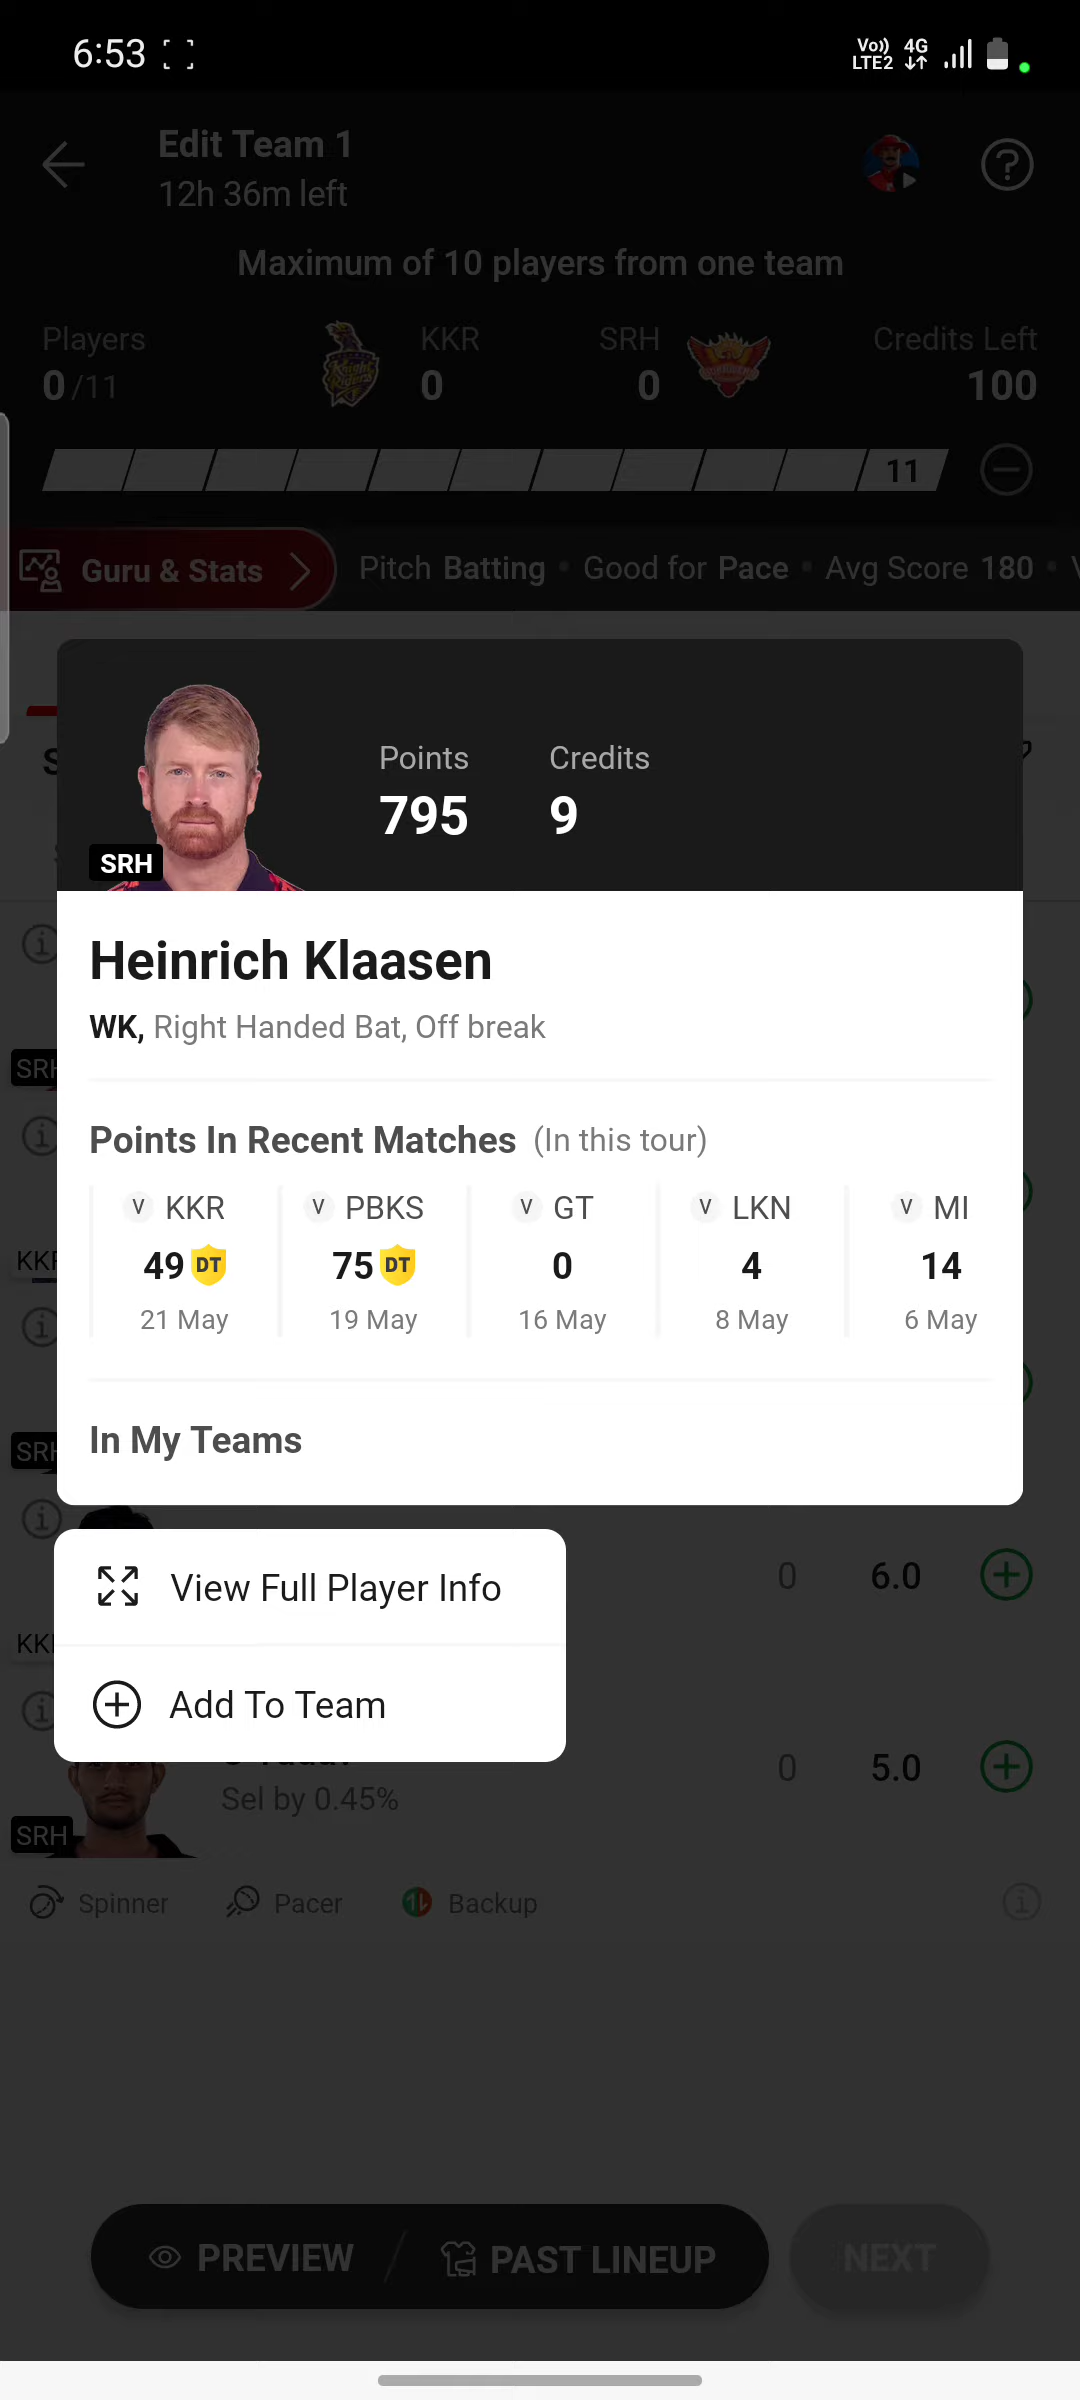 6:53
Vo)) LTE2 4G
Edit Team 1
12h 36m left
Maximum of 10 players from one team
Players
0/11
KKR
0
SRH
0
Credits Left
100
11
Guru & Stats
Pitch Batting • Good for Pace • Avg Score 180 •
Points
795
Credits
9
SRH
Heinrich Klaasen
WK, Right Handed Bat, Off break
Points In Recent Matches (In this tour)
V KKR
49 DT
21 May
V PBKS
75 DT
19 May
V GT
0
16 May
V LKN
4
8 May
V MI
14
6 May
In My Teams
View Full Player Info
Add To Team
0
6.0
0
5.0
Sel by 0.45%
SRH
Spinner
Pacer
Backup
PREVIEW
PAST LINEUP
NEXT